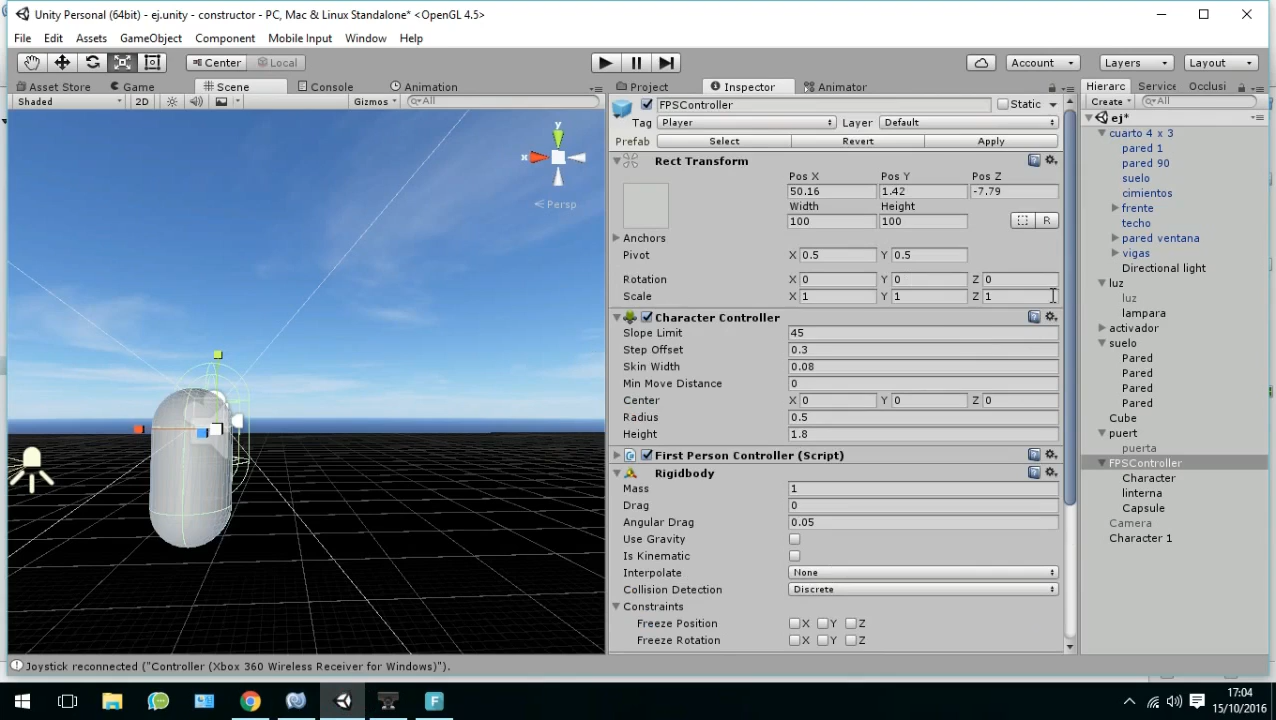 Unity Personal (64bit) - ej.unity - constructor - PC, Mac & Linux Standalone* <OpenGL 4.5>
File Edit Assets GameObject Component Mobile Input Window Help
Center Local Account Layers Layout
Asset Store Game Scene Console Animation
Shaded 2D Gizmos All
y
x
Persp
Project Inspector Animator
FPSController Static
Tag Player Layer Default
Prefab Select Revert Apply
Rect Transform
Pos X Pos Y Pos Z
50.16 1.42 -7.79
Width Height
100 100
R
Anchors
Pivot X 0.5 Y 0.5
Rotation X 0 Y 0 Z 0
Scale X 1 Y 1 Z 1
Character Controller
Slope Limit 45
Step Offset 0.3
Skin Width 0.08
Min Move Distance 0
Center X 0 Y 0 Z 0
Radius 0.5
Height 1.8
First Person Controller (Script)
Rigidbody
Mass 1
Drag 0
Angular Drag 0.05
Use Gravity
Is Kinematic
Interpolate None
Collision Detection Discrete
Constraints
Freeze Position X Y Z
Freeze Rotation X Y Z
Hierarc Service Occlusi
Create All
ej*
cuarto 4 x 3
pared 1
pared 90
suelo
cimientos
frente
techo
pared ventana
vigas
Directional light
luz
luz
lampara
activador
suelo
Pared
Pared
Pared
Pared
Cube
puert
puerta
FPSController
Character
linterna
Capsule
Camera
Character 1
Joystick reconnected ("Controller (Xbox 360 Wireless Receiver for Windows)").
F
17:04
15/10/2016